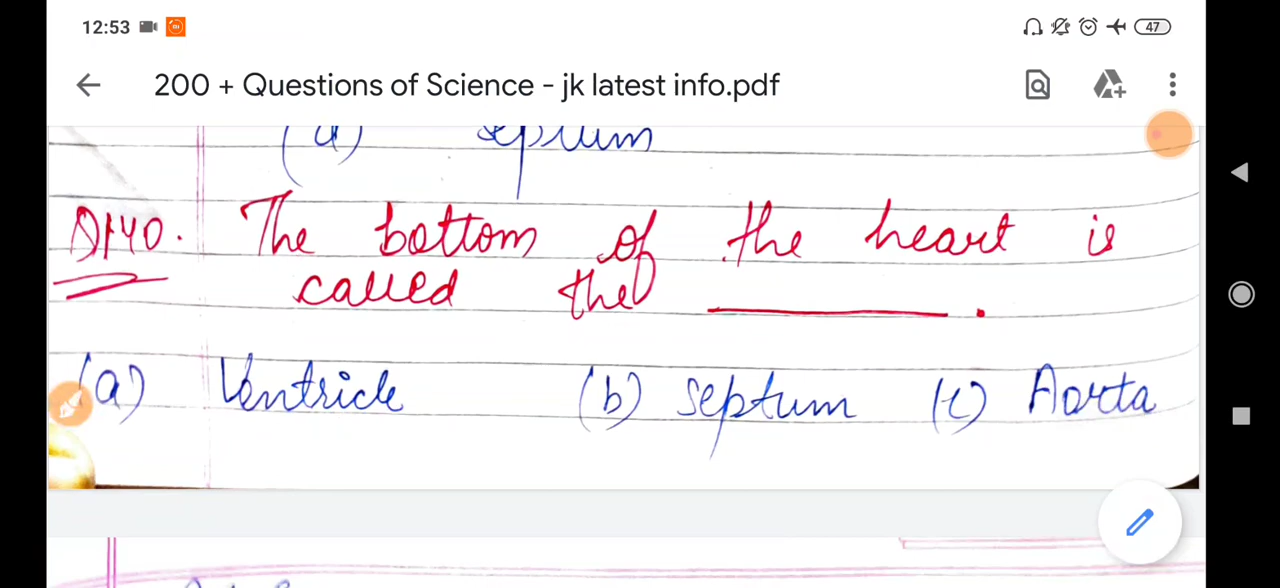 12:53
47
200 + Questions of Science - jk latest info.pdf
(d) septum
Q140. The bottom of the heart is
called the ________.
(a) Ventricle (b) septum (c) Aorta